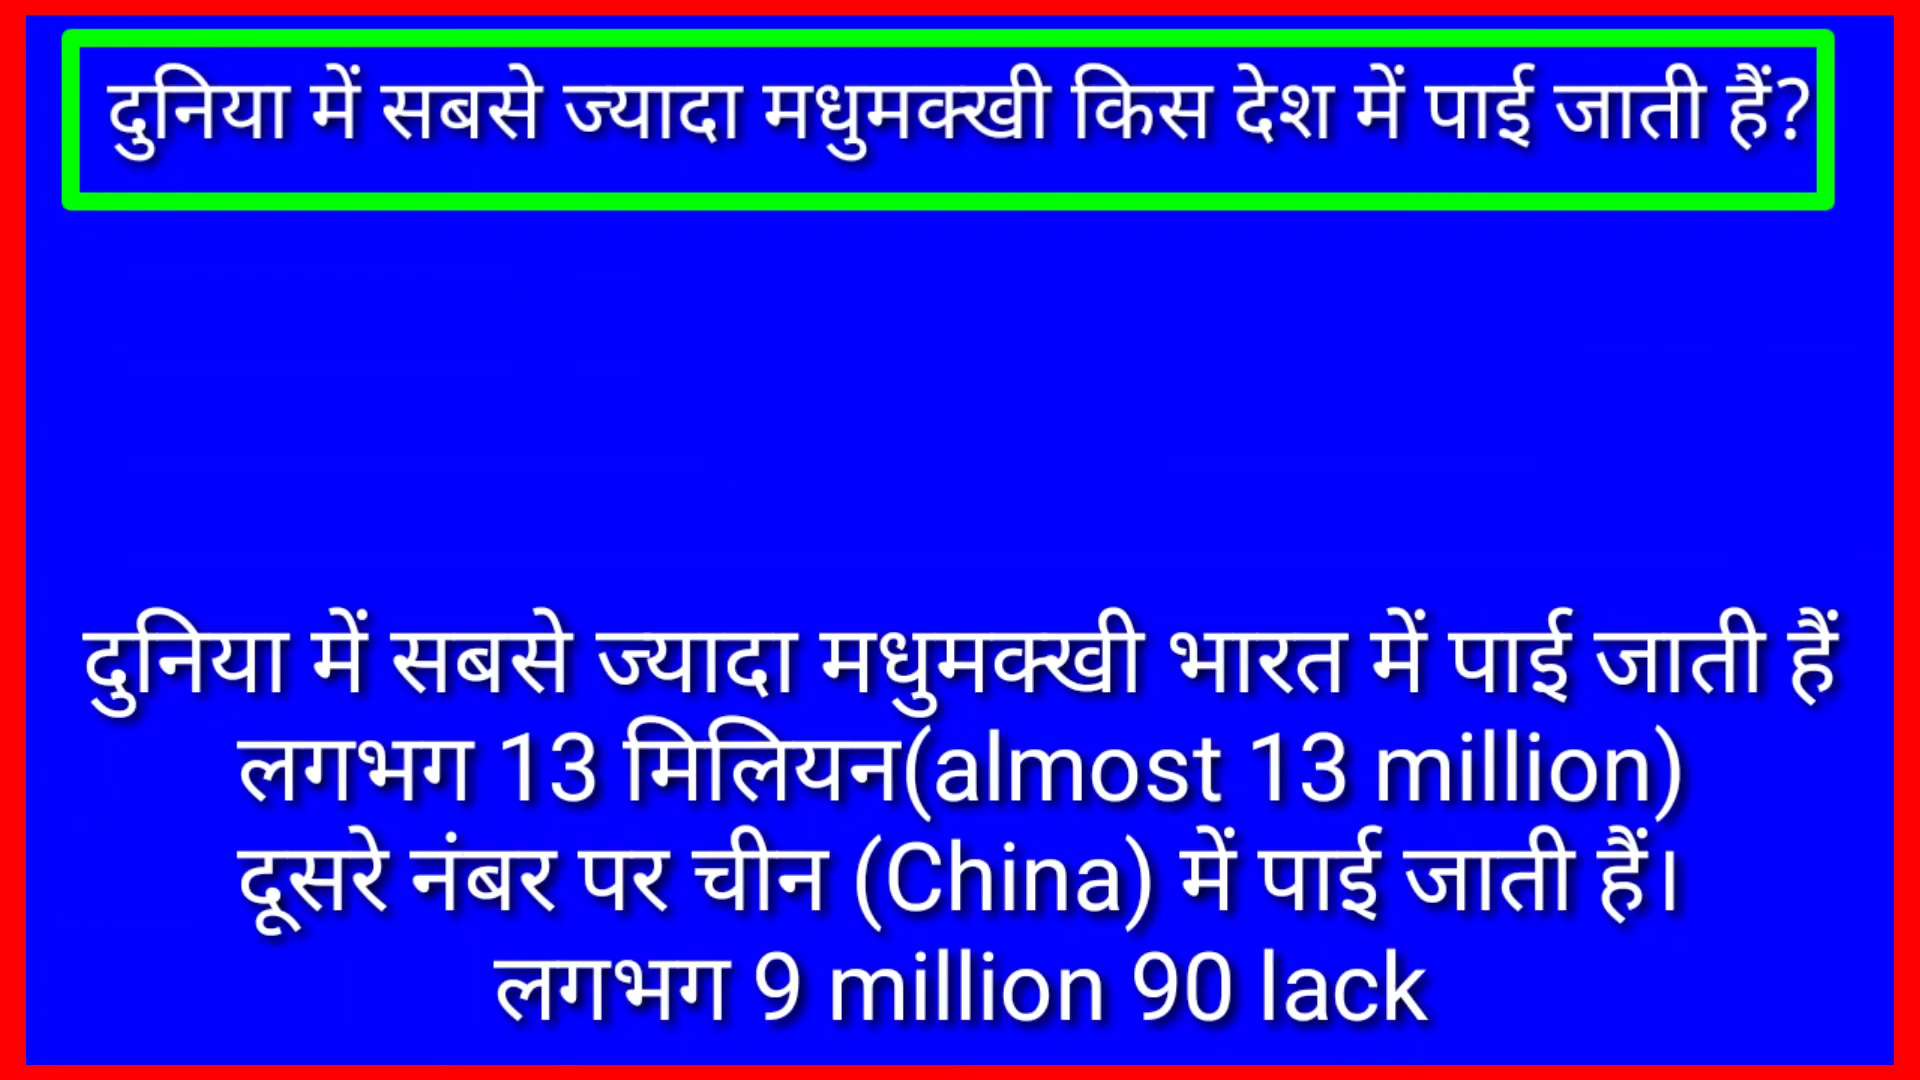 दुनिया में सबसे ज्यादा मधुमक्खी किस देश में पाई जाती हैं?
दुनिया में सबसे ज्यादा मधुमक्खी भारत में पाई जाती हैं
लगभग 13 मिलियन(almost 13 million)
दूसरे नंबर पर चीन (China) में पाई जाती हैं।
लगभग 9 million 90 lack